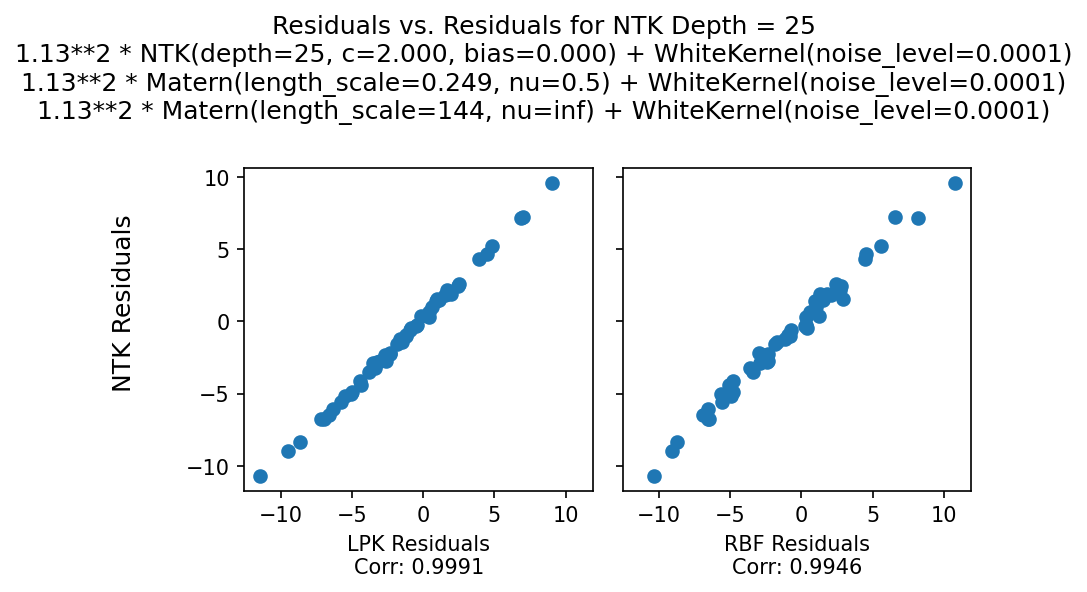 Residuals vs. Residuals for NTK Depth = 25
1.13**2 * NTK(depth=25, c=2.000, bias=0.000) + WhiteKernel(noise_level=0.0001)
1.13**2 * Matern(length_scale=0.249, nu=0.5) + WhiteKernel(noise_level=0.0001)
1.13**2 * Matern(length_scale=144, nu=inf) + WhiteKernel(noise_level=0.0001)
NTK Residuals
10
5
0
−5
−10
−10 −5 0 5 10
LPK Residuals
Corr: 0.9991
−10 −5 0 5 10
RBF Residuals
Corr: 0.9946